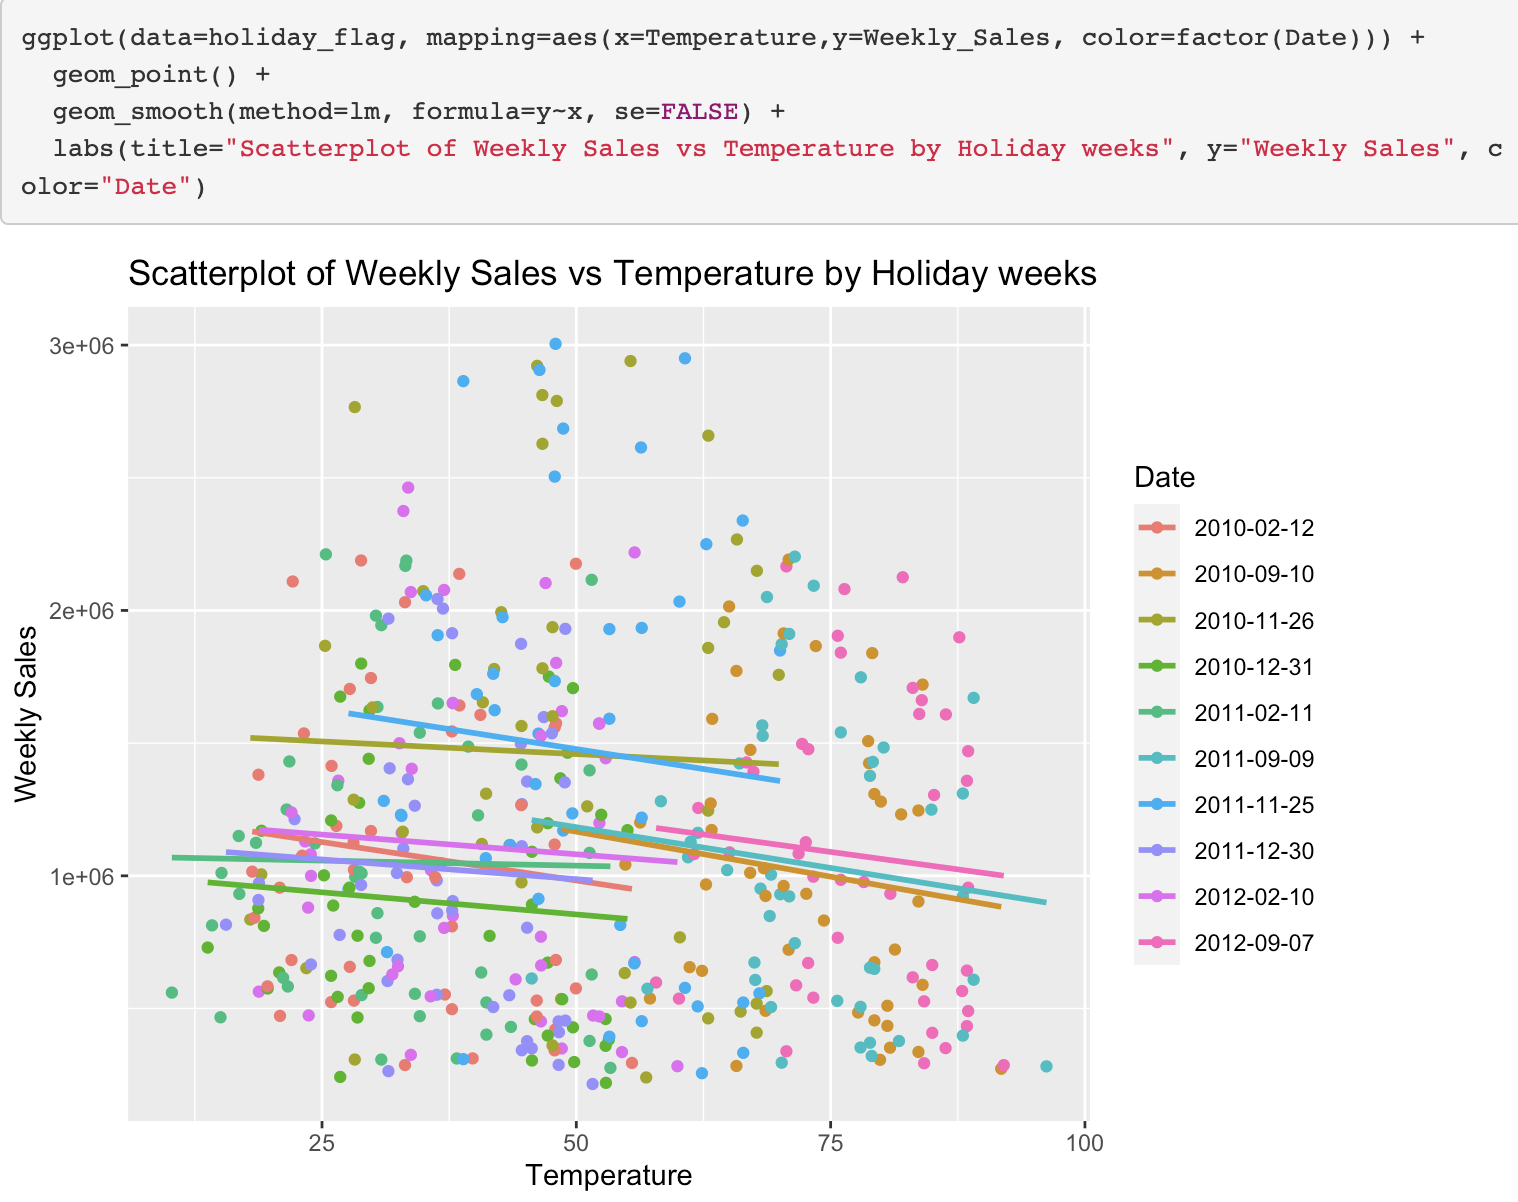 ggplot(data=holiday_flag, mapping=aes(x=Temperature,y=Weekly_Sales, color=factor(Date))) +
  geom_point() +
  geom_smooth(method=lm, formula=y~x, se=FALSE) +
  labs(title="Scatterplot of Weekly Sales vs Temperature by Holiday weeks", y="Weekly Sales", c
olor="Date")
Scatterplot of Weekly Sales vs Temperature by Holiday weeks
3e+06
2e+06
1e+06
Weekly Sales
25
50
75
100
Temperature
Date
2010-02-12
2010-09-10
2010-11-26
2010-12-31
2011-02-11
2011-09-09
2011-11-25
2011-12-30
2012-02-10
2012-09-07